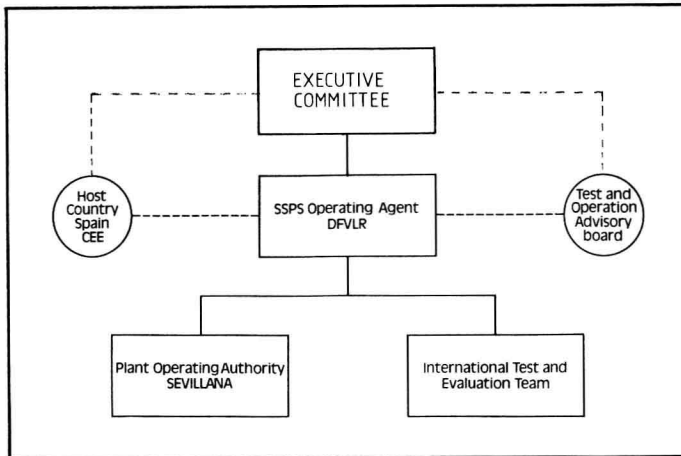 EXECUTIVE
COMMITTEE
Host
Country
Spain
CEE
SSPS Operating Agent
DFVLR
Test and
Operation
Advisory
board
Plant Operating Authority
SEVILLANA
International Test and
Evaluation Team